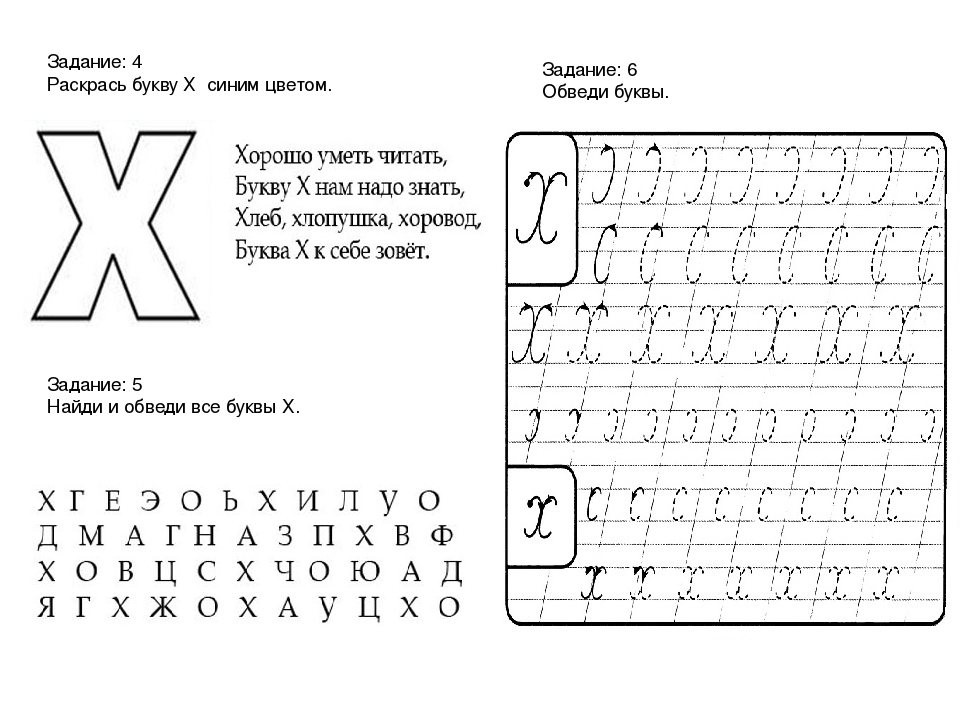 Задание: 4
Раскрась букву Х  синим цветом.
Х
Хорошо уметь читать,
Букву Х нам надо знать,
Хлеб, хлопушка, хоровод,
Буква Х к себе зовёт.
Задание: 5
Найди и обведи все буквы Х.
Х Г Е Э О Ь Х И Л У О
Д М А Г Н А З П Х В Ф
Х О В Ц С Х Ч О Ю А Д
Я Г Х Ж О Х А У Ц Х О
Задание: 6
Обведи буквы.
Х
Х Х Х Х Х Х Х
х
х х х х х х х